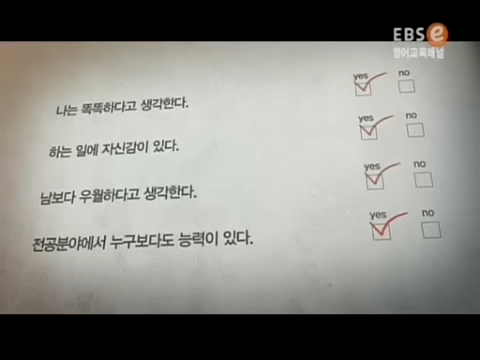 EBS e
영어교육채널
yes no
나는 똑똑하다고 생각한다.
yes no
하는 일에 자신감이 있다.
yes no
남보다 우월하다고 생각한다.
yes no
전공분야에서 누구보다도 능력이 있다.